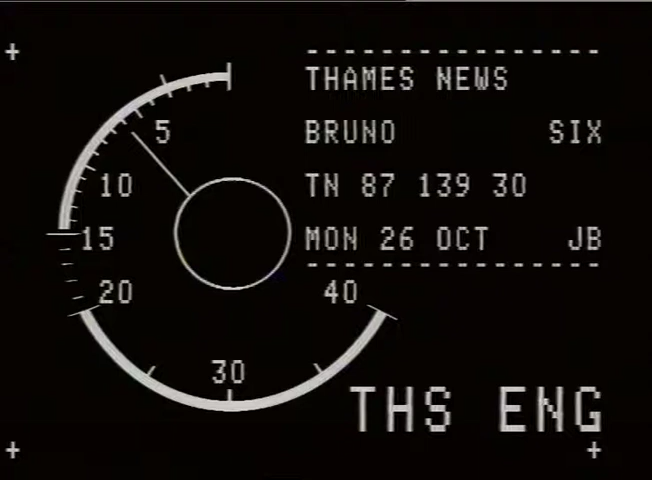 THAMES NEWS
BRUNO SIX
TN 87 139 30
MON 26 OCT JB
5
10
15
20
30
40
THS ENG